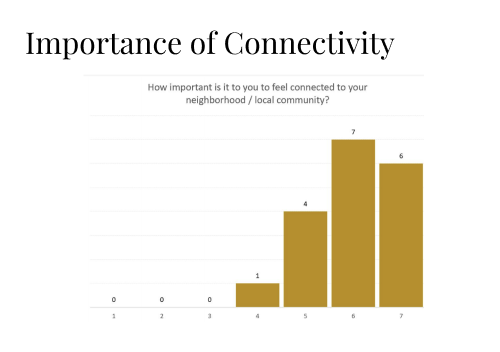 Importance of Connectivity
How important is it to you to feel connected to your
neighborhood / local community?
7
6
4
1
0 0 0
1 2 3 4 5 6 7